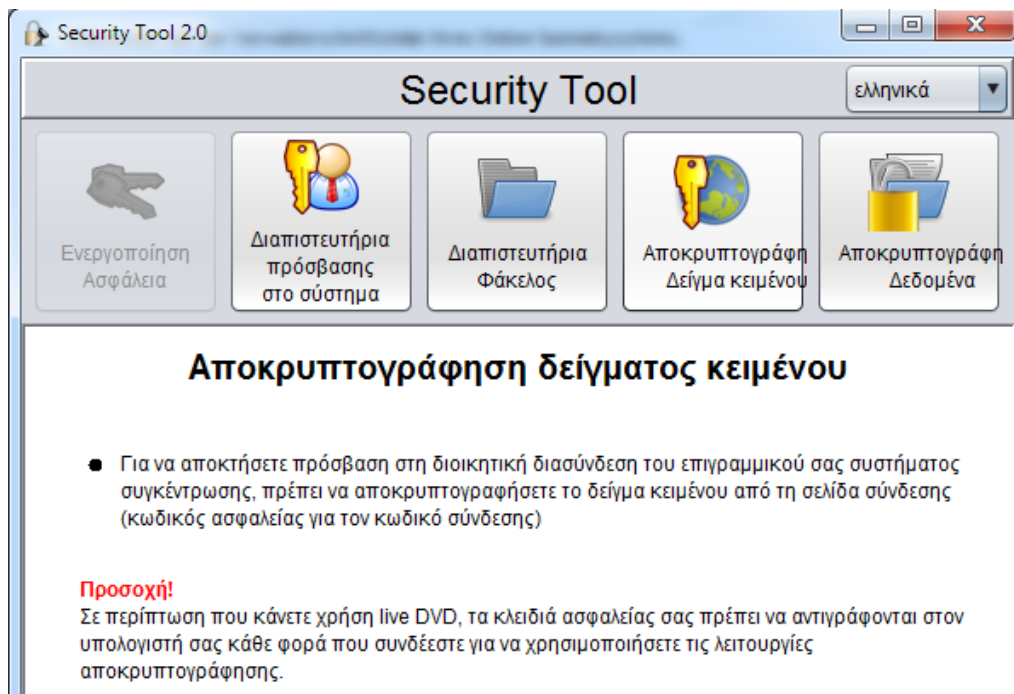 Security Tool 2.0
Security Tool
ελληνικά
Ενεργοποίηση
Ασφάλεια
Διαπιστευτήρια
πρόσβασης
στο σύστημα
Διαπιστευτήρια
Φάκελος
Αποκρυπτογράφη
Δείγμα κειμένου
Αποκρυπτογράφη
Δεδομένα
Αποκρυπτογράφηση δείγματος κειμένου
● Για να αποκτήσετε πρόσβαση στη διοικητική διασύνδεση του επιγραμμικού σας συστήματος
συγκέντρωσης, πρέπει να αποκρυπτογραφήσετε το δείγμα κειμένου από τη σελίδα σύνδεσης
(κωδικός ασφαλείας για τον κωδικό σύνδεσης)
Προσοχή!
Σε περίπτωση που κάνετε χρήση live DVD, τα κλειδιά ασφαλείας σας πρέπει να αντιγράφονται στον
υπολογιστή σας κάθε φορά που συνδέεστε για να χρησιμοποιήσετε τις λειτουργίες
αποκρυπτογράφησης.